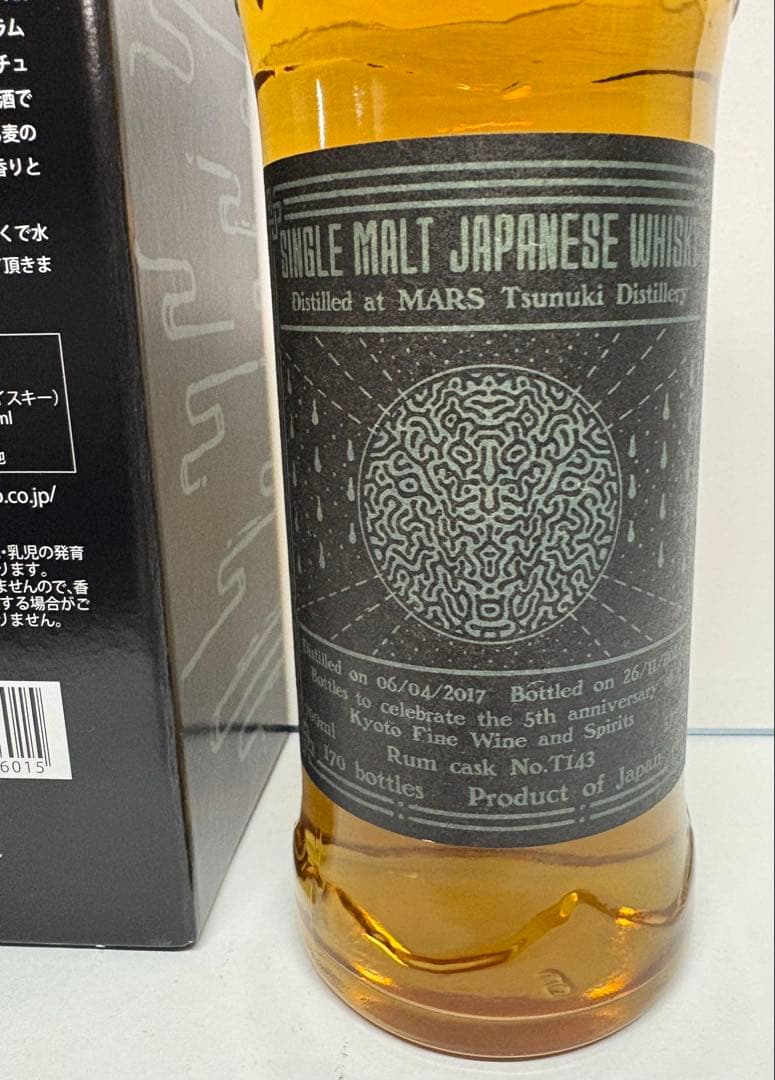 ラム
チュ
酒で
麦の
香りと
くで水
頂きま
イスキー)
ml
.co.jp/
・乳児の発育
ります。
ませんので、香
する場合がご
りません。
6015
SINGLE MALT JAPANESE WHISKY
Distilled at MARS Tsunuki Distillery
Distilled on 06/04/2017 Bottled on 26/11/
Bottles to celebrate the 5th anniversary
Kyoto Fine Wine and Spirits
Rum cask No.T143
170 bottles Product of Japan